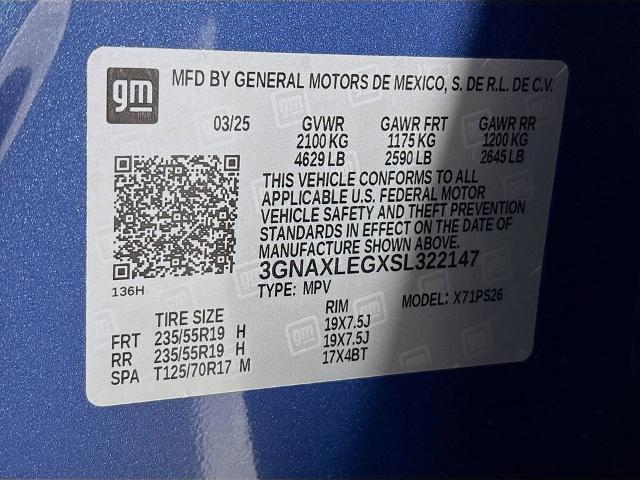 gm
MFD BY GENERAL MOTORS DE MEXICO, S. DE R.L. DE C.V.
03/25 GVWR GAWR FRT GAWR RR
2100 KG 1175 KG 1200 KG
4629 LB 2590 LB 2645 LB
THIS VEHICLE CONFORMS TO ALL
APPLICABLE U.S. FEDERAL MOTOR
VEHICLE SAFETY AND THEFT PREVENTION
STANDARDS IN EFFECT ON THE DATE OF
MANUFACTURE SHOWN ABOVE.
3GNAXLEGXSL322147
136H TYPE: MPV MODEL: X71PS26
TIRE SIZE RIM
FRT 235/55R19 H 19X7.5J
RR 235/55R19 H 19X7.5J
SPA T125/70R17 M 17X4BT